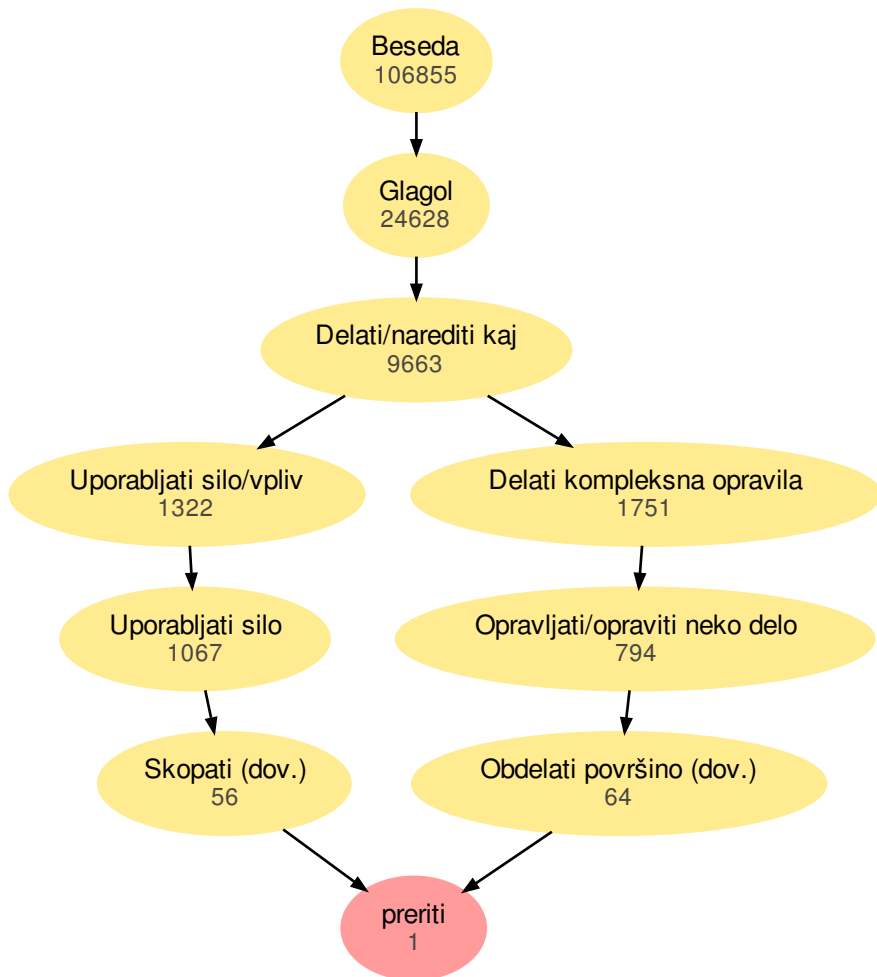 Beseda
106855
Glagol
24628
Delati/narediti kaj
9663
Uporabljati silo/vpliv
1322
Delati kompleksna opravila
1751
Uporabljati silo
1067
Opravljati/opraviti neko delo
794
Skopati (dov.)
56
Obdelati površino (dov.)
64
preriti
1